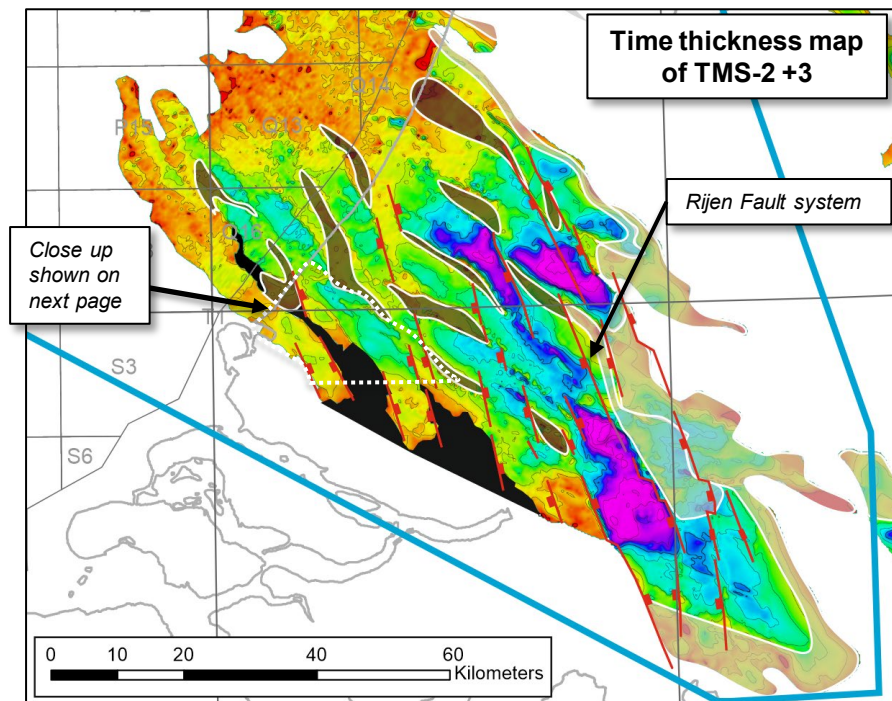 Time thickness map
of TMS-2 +3
Q14
Q13
Rijen Fault system
Close up
shown on
next page
S3
S6
0 10 20 40 60
Kilometers